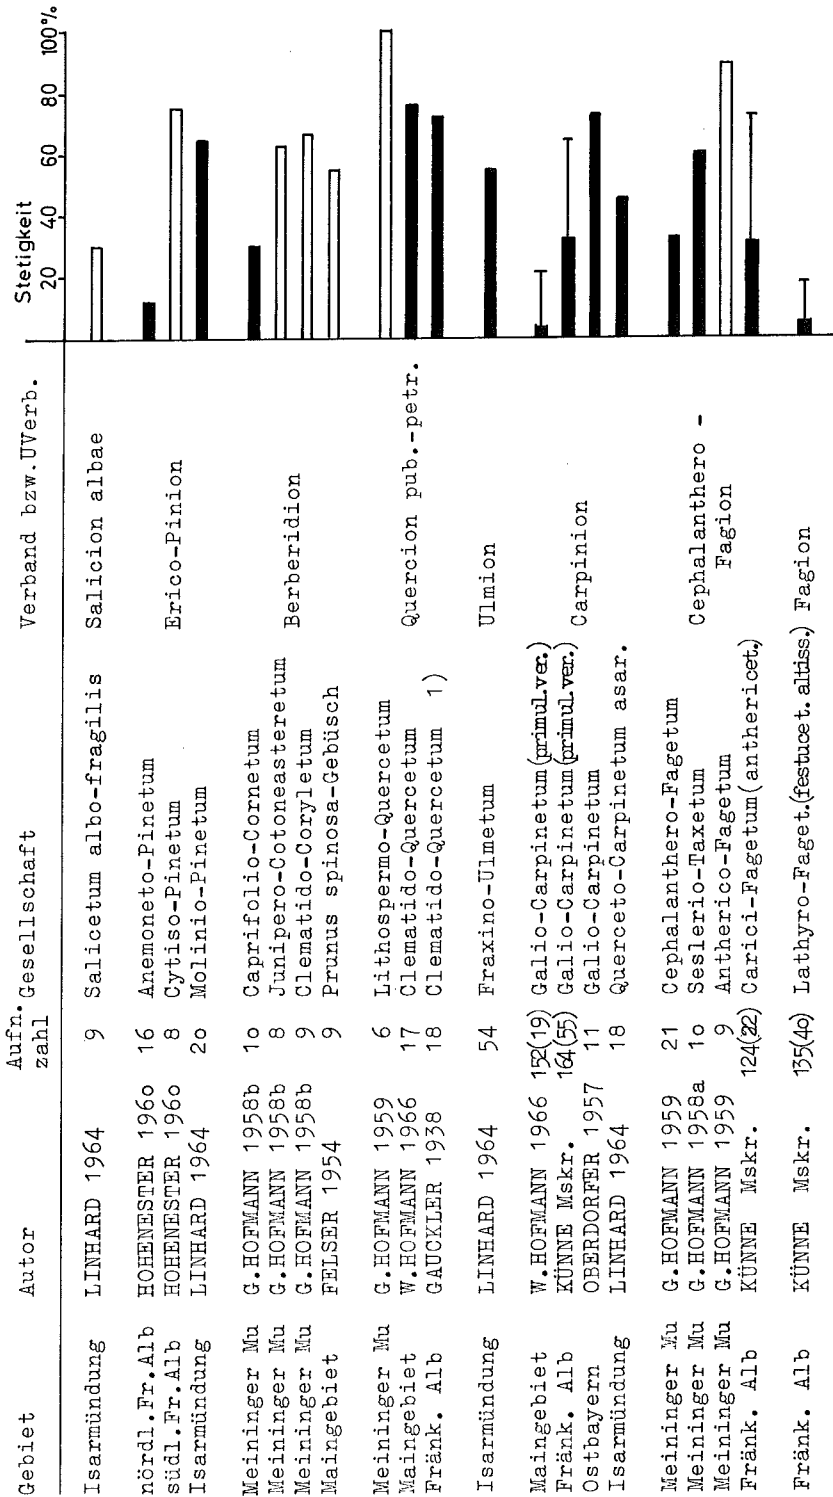 Gebiet Autor Aufn. zahl Gesellschaft Verband bzw.UVerb. Stetigkeit 20 40 60 80 100%
Isarmündung LINHARD 1964 9 Salicetum albo-fragilis Salicion albae
nördl.Fr.Alb HOHENESTER 196o 16 Anemoneto-Pinetum
südl.Fr.Alb HOHENESTER 196o 8 Cytiso-Pinetum Erico-Pinion
Isarmündung LINHARD 1964 2o Molinio-Pinetum
Meininger Mu G.HOFMANN 1958b 1o Caprifolio-Cornetum
Meininger Mu G.HOFMANN 1958b 8 Junipero-Cotoneasteretum Berberidion
Meininger Mu G.HOFMANN 1958b 9 Clematido-Coryletum
Maingebiet FELSER 1954 9 Prunus spinosa-Gebüsch
Meininger Mu G.HOFMANN 1959 6 Lithospermo-Quercetum
Maingebiet W.HOFMANN 1966 17 Clematido-Quercetum Quercion pub.-petr.
Fränk. Alb GAUCKLER 1938 18 Clematido-Quercetum 1)
Isarmündung LINHARD 1964 54 Fraxino-Ulmetum Ulmion
Maingebiet W.HOFMANN 1966 152(19) Galio-Carpinetum(primul.ver.)
Fränk. Alb KÜNNE Mskr. 164(55) Galio-Carpinetum(primul.ver.)
Ostbayern OBERDORFER 1957 11 Galio-Carpinetum Carpinion
Isarmündung LINHARD 1964 18 Querceto-Carpinetum asar.
Meininger Mu G.HOFMANN 1959 21 Cephalanthero-Fagetum
Meininger Mu G.HOFMANN 1958a 1o Seslerio-Taxetum Cephalanthero -
Meininger Mu G.HOFMANN 1959 9 Antherico-Fagetum Fagion
Fränk. Alb KÜNNE Mskr. 124(22) Carici-Fagetum(anthericet.)
Fränk. Alb KÜNNE Mskr. 135(4o) Lathyro-Faget.(festucet. altiss.) Fagion